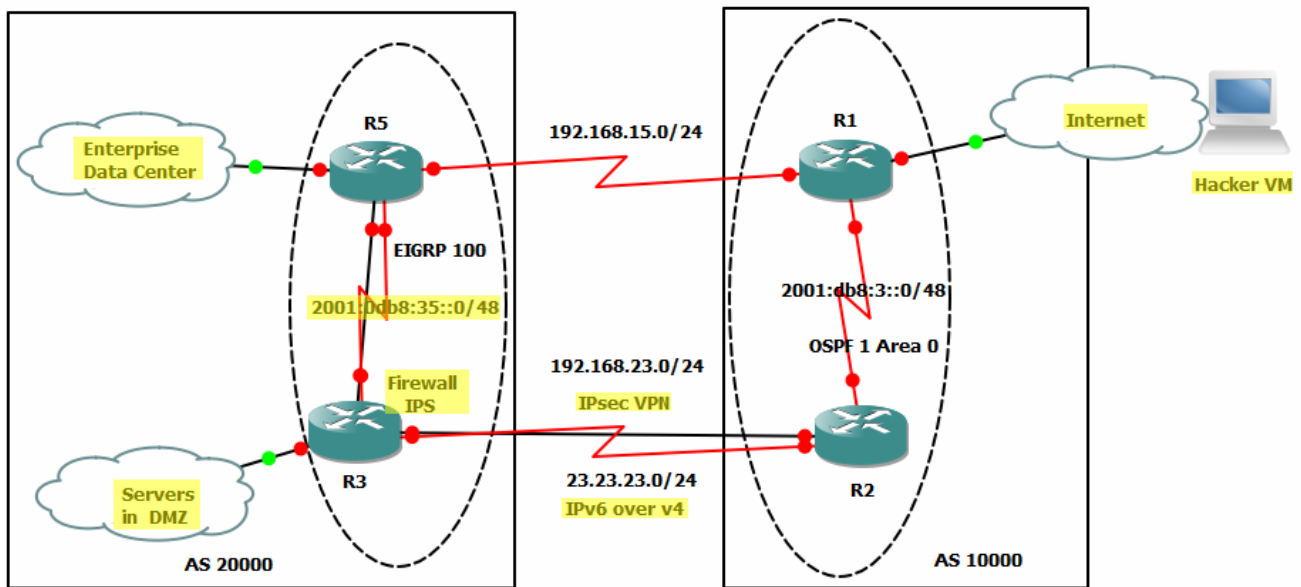 R5
R1
192.168.15.0/24
Internet
Enterprise
Data Center
Hacker VM
EIGRP 100
2001:0db8:35::0/48
2001:db8:3::0/48
OSPF 1 Area 0
192.168.23.0/24
Firewall
IPS
IPsec VPN
R3
23.23.23.0/24
R2
Servers
in DMZ
IPv6 over v4
AS 20000
AS 10000